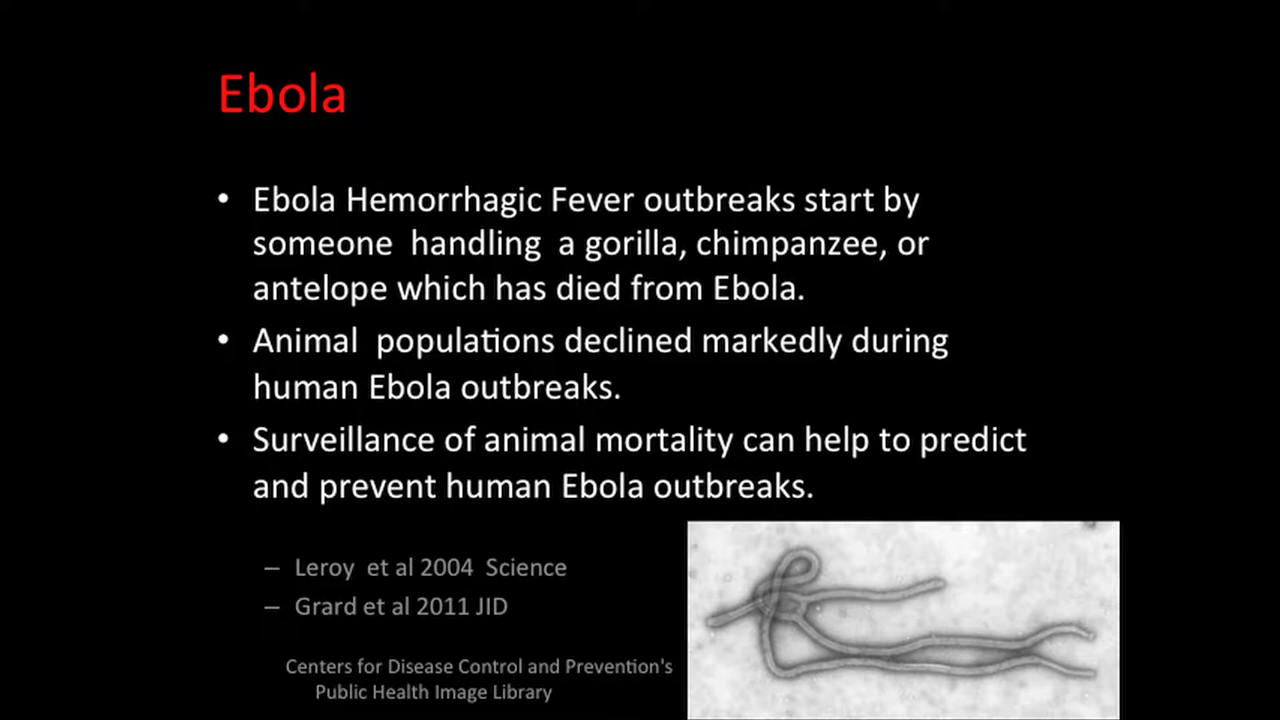 Ebola
• Ebola Hemorrhagic Fever outbreaks start by
someone handling a gorilla, chimpanzee, or
antelope which has died from Ebola.
• Animal populations declined markedly during
human Ebola outbreaks.
• Surveillance of animal mortality can help to predict
and prevent human Ebola outbreaks.
– Leroy et al 2004 Science
– Grard et al 2011 JID
Centers for Disease Control and Prevention's
Public Health Image Library